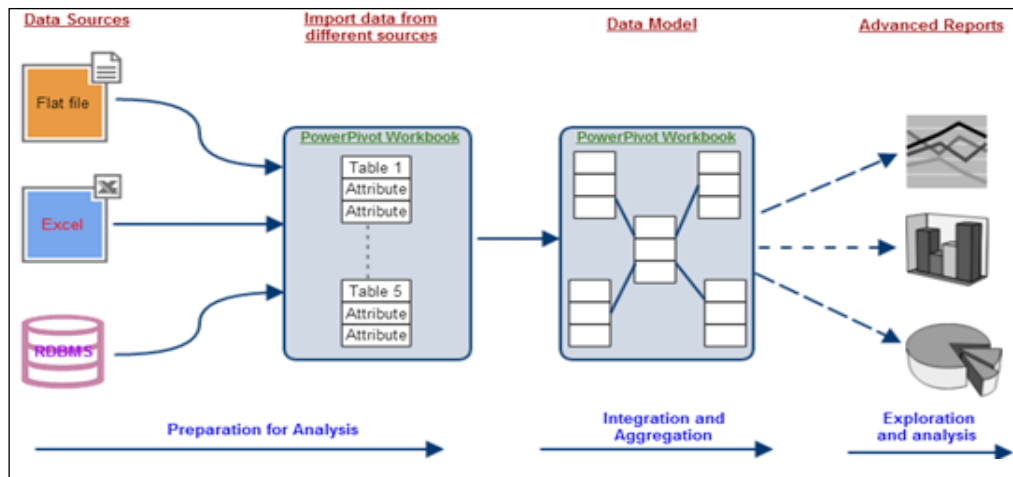 Data Sources
Import data from
different sources
Data Model
Advanced Reports
Flat file
Excel
RDBMS
PowerPivot Workbook
Table 1
Attribute
Attribute
Table 5
Attribute
Attribute
PowerPivot Workbook
Preparation for Analysis
Integration and
Aggregation
Exploration
and analysis